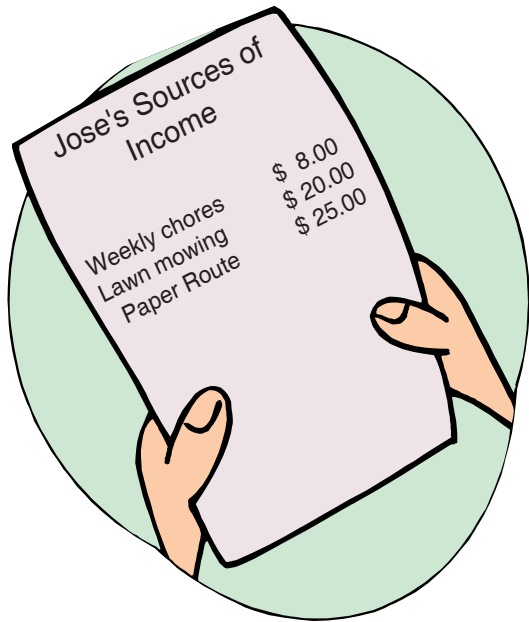 Jose's Sources of
Income
Weekly chores $ 8.00
Lawn mowing $ 20.00
Paper Route $ 25.00